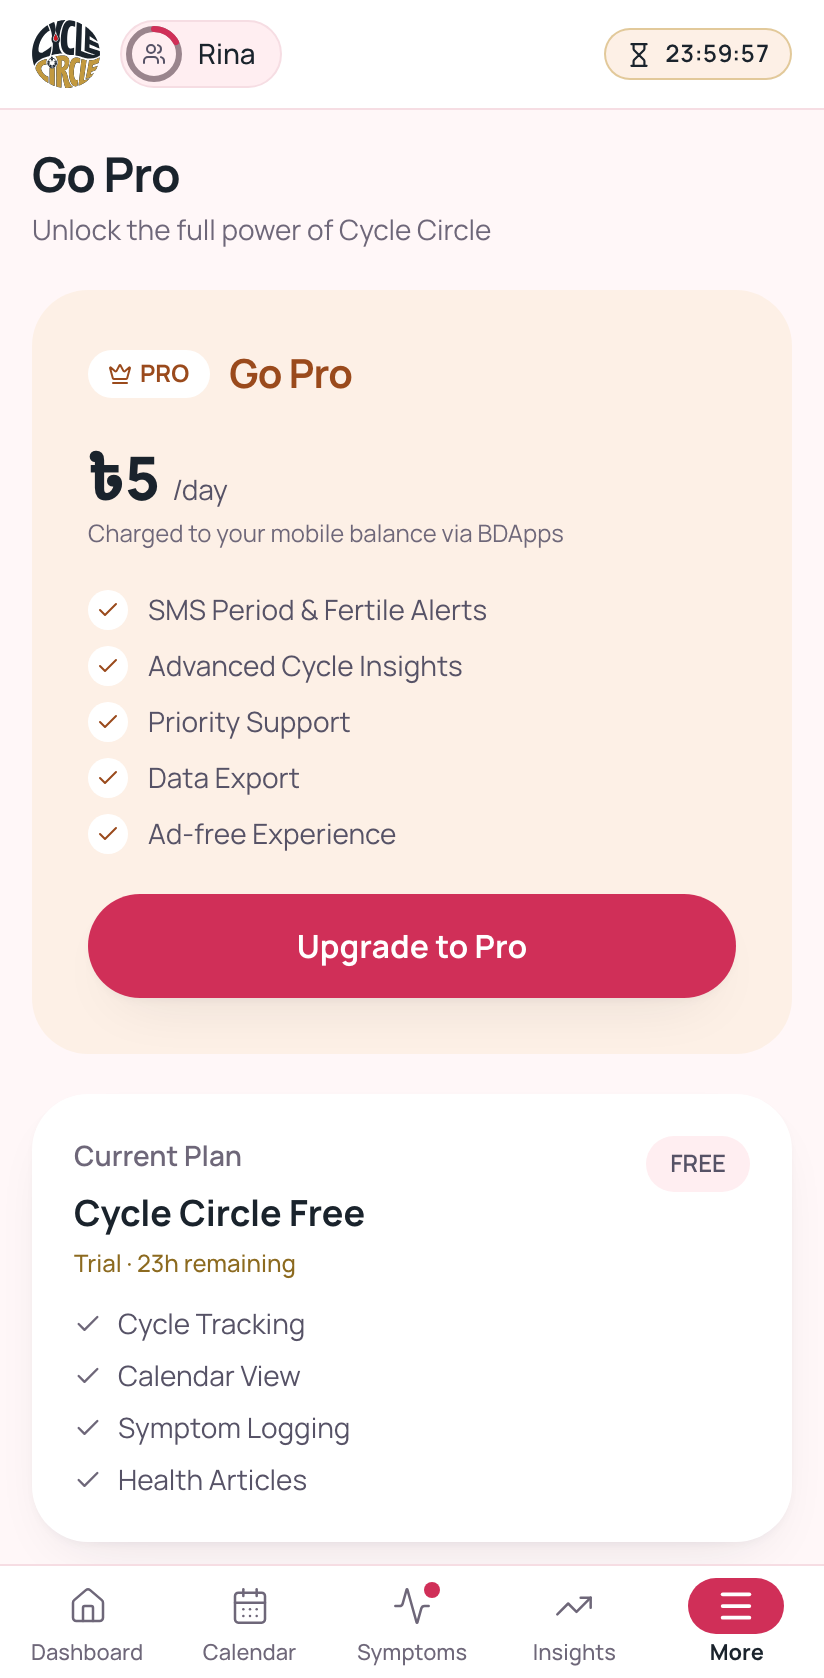 CYCLE
CIRCLE
Rina
23:59:57
Go Pro
Unlock the full power of Cycle Circle
PRO
Go Pro
৳5 /day
Charged to your mobile balance via BDApps
SMS Period & Fertile Alerts
Advanced Cycle Insights
Priority Support
Data Export
Ad-free Experience
Upgrade to Pro
Current Plan
FREE
Cycle Circle Free
Trial · 23h remaining
Cycle Tracking
Calendar View
Symptom Logging
Health Articles
Dashboard
Calendar
Symptoms
Insights
More